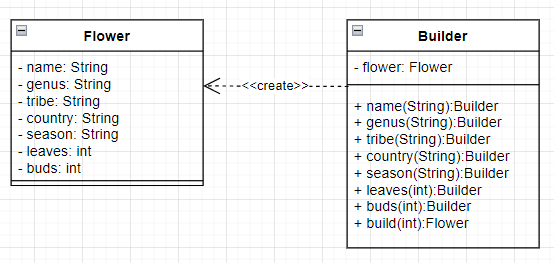 Flower
- name: String
- genus: String
- tribe: String
- country: String
- season: String
- leaves: int
- buds: int
<<create>>
Builder
- flower: Flower
+ name(String):Builder
+ genus(String):Builder
+ tribe(String):Builder
+ country(String):Builder
+ season(String):Builder
+ leaves(int):Builder
+ buds(int):Builder
+ build(int):Flower